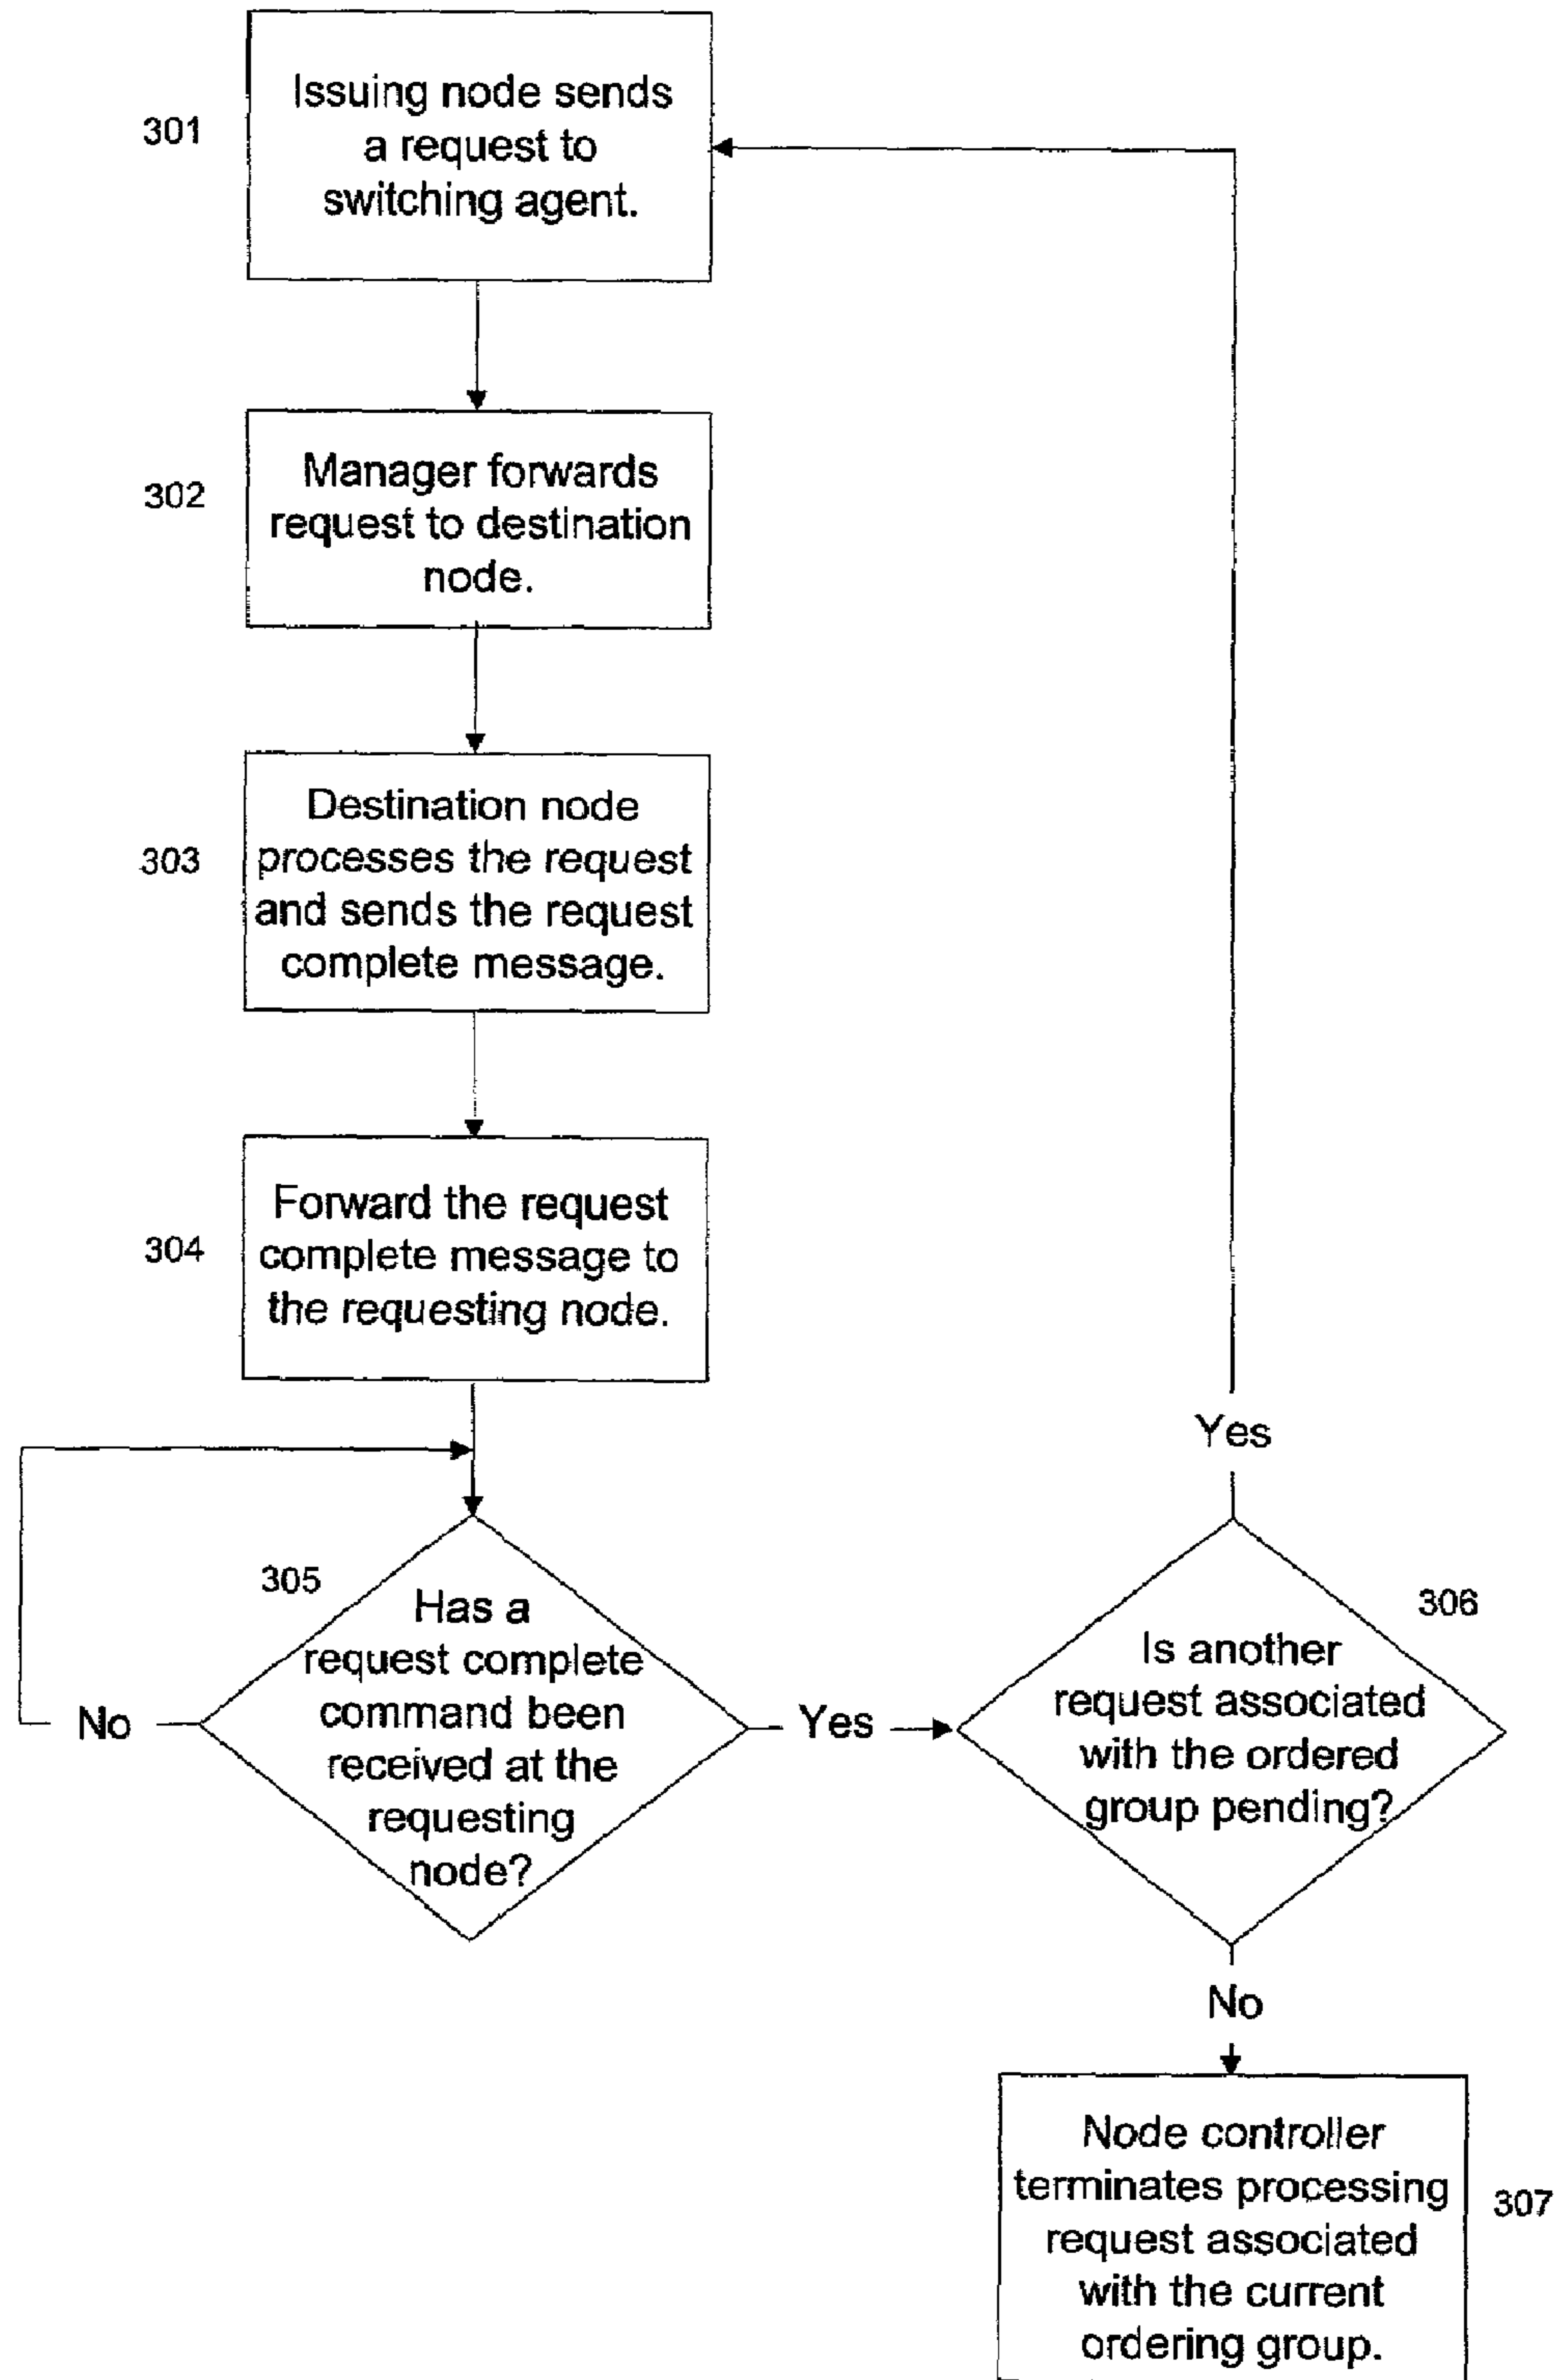 301
Issuing node sends
a request to
switching agent.
302
Manager forwards
request to destination
node.
303
Destination node
processes the request
and sends the request
complete message.
304
Forward the request
complete message to
the requesting node.
305
Has a
request complete
command been
received at the
requesting
node?
No
Yes
306
Is another
request associated
with the ordered
group pending?
Yes
No
Node controller
terminates processing
request associated
with the current
ordering group.
307